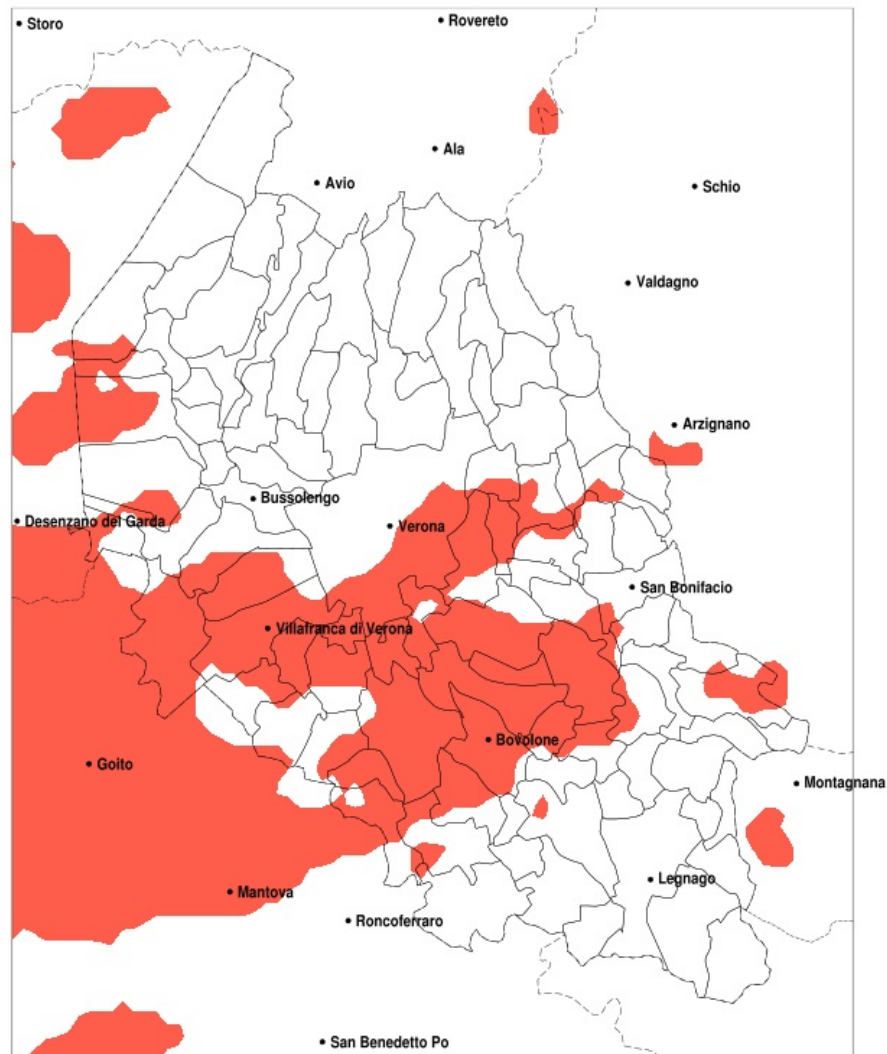 Storo
Rovereto
Ala
Avio
Schio
Valdagno
Arzignano
Bussolengo
Desenzano del Garda
Verona
San Bonifacio
Villafranca di Verona
Bovolone
Goito
Montagnana
Legnago
Mantova
Roncoferraro
San Benedetto Po